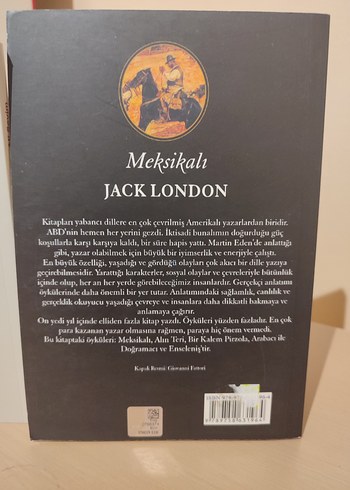 Meksikalı
JACK LONDON
Kitapları yabancı dillere en çok çevrilmiş Amerikalı yazarlardan biridir.
ABD'nin hemen her yerini gezdi. İktisadi bunalımın doğurduğu güç
koşullarla karşı karşıya kaldı, bir süre hapis yattı. Martin Eden'de anlattığı
gibi, yazar olabilmek için büyük bir iyimserlik ve enerjiyle çalıştı.
En büyük özelliği, yaşadığı ve gördüğü olayları çok akıcı bir dille yazıya
geçirebilmesidir. Yarattığı karakterler, sosyal olaylar ve çevreleriyle bütünlük
içinde olup, her an her yerde görebileceğimiz insanlardır. Gerçekçi anlatım
öykülerinde daha önemli bir yer tutar. Anlatımındaki sağlamlık, canlılık ve
gerçeklik okuyucu yaşadığı çevreye ve insanlara daha dikkatli bakmaya ve
anlamaya çağırır.
On yedi yıl içinde elliden fazla kitap yazdı. Öyküleri yüzden fazladır. En çok
para kazanan yazar olmasına rağmen, paraya hiç önem vermedi.
Bu kitaptaki öyküleri: Meksikalı, Alın Teri, Bir Kalem Pirzola, Arabacı ile
Doğramacı ve Enseleniş'tir.
Kapak Resmi: Giovanni Fattori